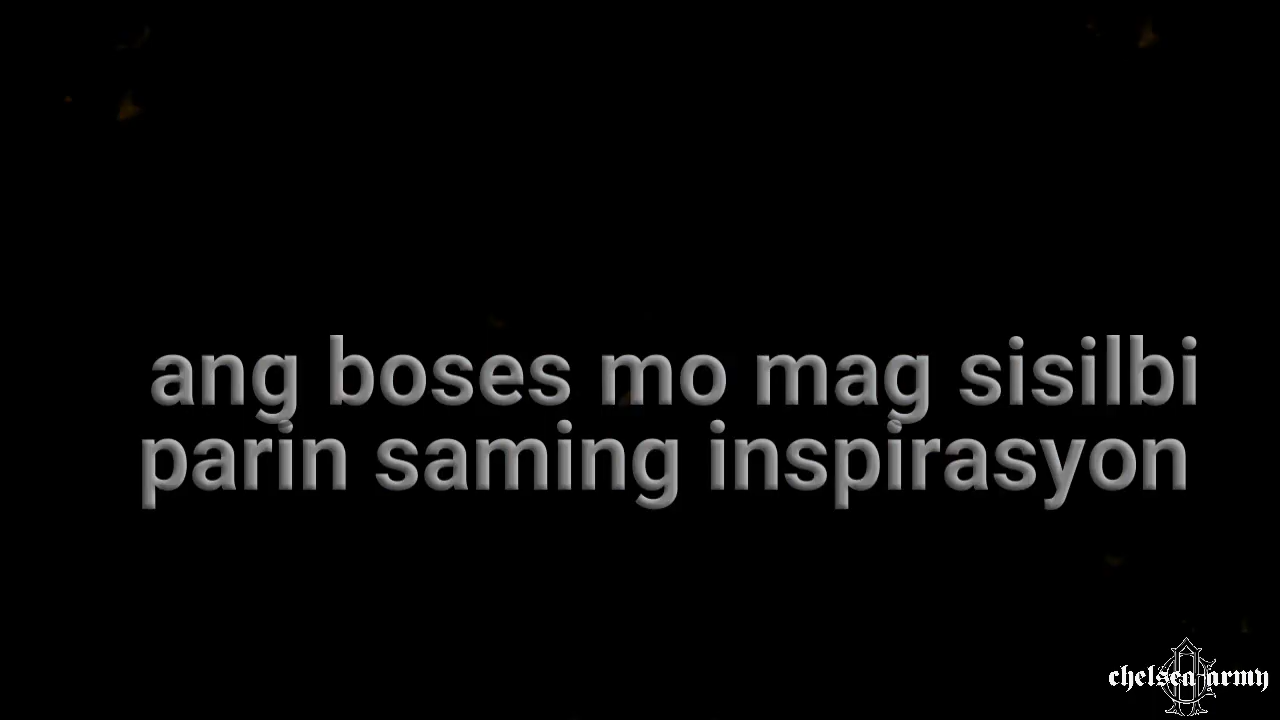 ang boses mo mag sisilbi
parin saming inspirasyon
chelsea army